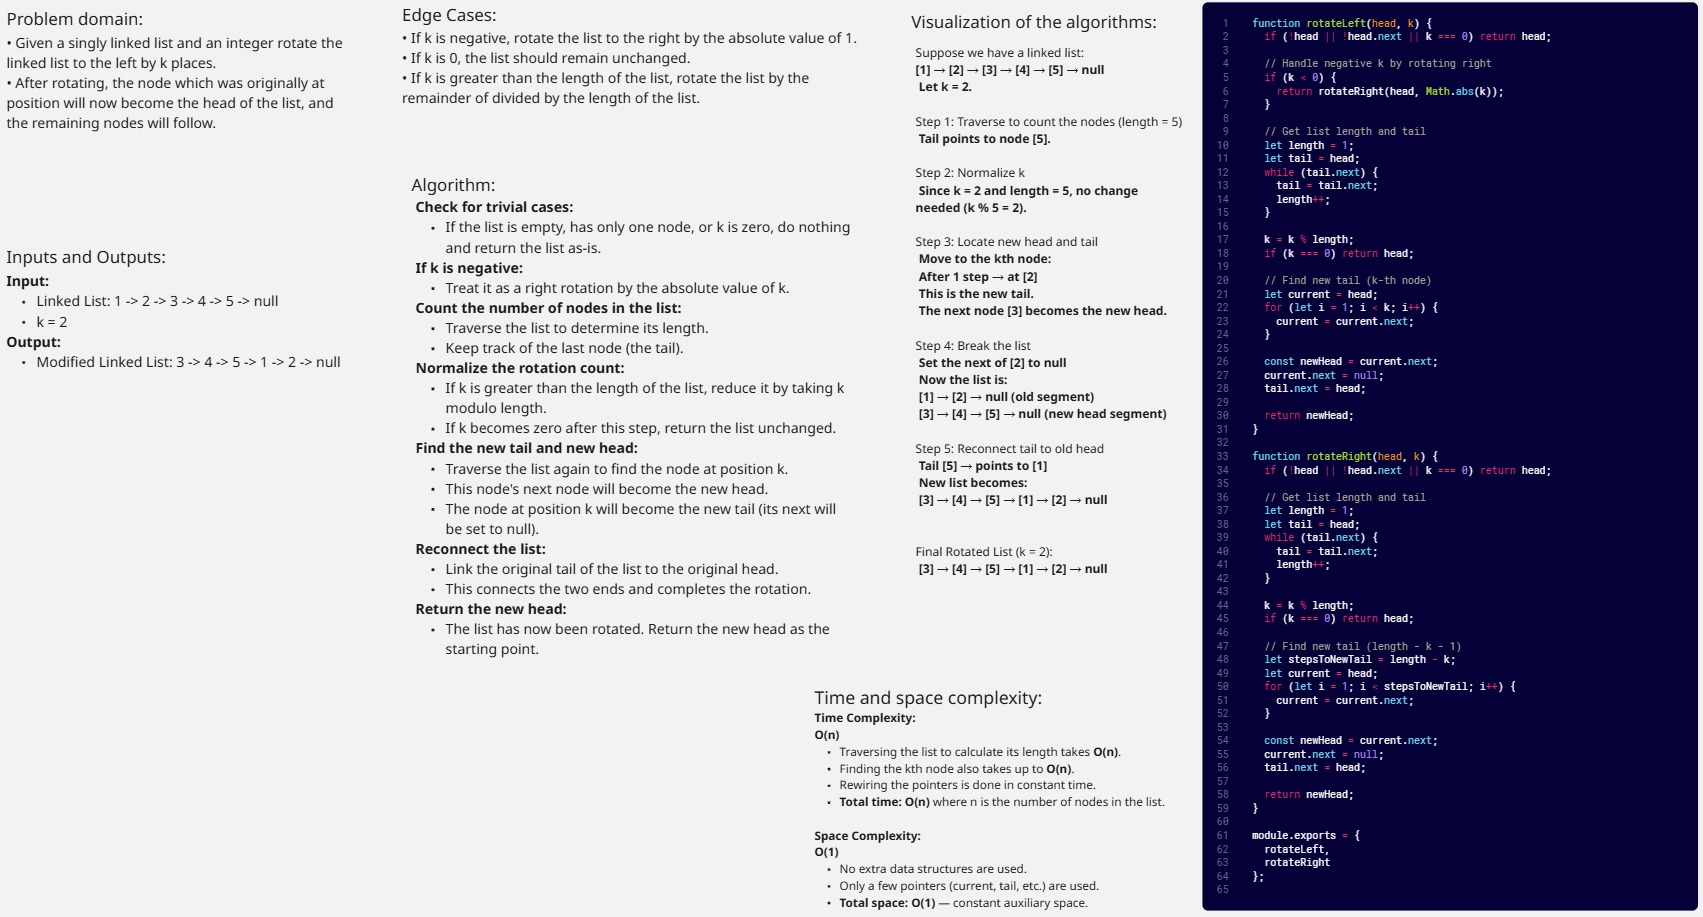 Problem domain:
• Given a singly linked list and an integer rotate the
linked list to the left by k places.
• After rotating, the node which was originally at
position will now become the head of the list, and
the remaining nodes will follow.
Inputs and Outputs:
Input:
• Linked List: 1 -> 2 -> 3 -> 4 -> 5 -> null
• k = 2
Output:
• Modified Linked List: 3 -> 4 -> 5 -> 1 -> 2 -> null
Edge Cases:
• If k is negative, rotate the list to the right by the absolute value of 1.
• If k is 0, the list should remain unchanged.
• If k is greater than the length of the list, rotate the list by the
remainder of divided by the length of the list.
Algorithm:
Check for trivial cases:
• If the list is empty, has only one node, or k is zero, do nothing
and return the list as-is.
If k is negative:
• Treat it as a right rotation by the absolute value of k.
Count the number of nodes in the list:
• Traverse the list to determine its length.
• Keep track of the last node (the tail).
Normalize the rotation count:
• If k is greater than the length of the list, reduce it by taking k
modulo length.
• If k becomes zero after this step, return the list unchanged.
Find the new tail and new head:
• Traverse the list again to find the node at position k.
• This node's next node will become the new head.
• The node at position k will become the new tail (its next will
be set to null).
Reconnect the list:
• Link the original tail of the list to the original head.
• This connects the two ends and completes the rotation.
Return the new head:
• The list has now been rotated. Return the new head as the
starting point.
Visualization of the algorithms:
Suppose we have a linked list:
[1] → [2] → [3] → [4] → [5] → null
Let k = 2.
Step 1: Traverse to count the nodes (length = 5)
Tail points to node [5].
Step 2: Normalize k
Since k = 2 and length = 5, no change
needed (k % 5 = 2).
Step 3: Locate new head and tail
Move to the kth node:
After 1 step → at [2]
This is the new tail.
The next node [3] becomes the new head.
Step 4: Break the list
Set the next of [2] to null
Now the list is:
[1] → [2] → null (old segment)
[3] → [4] → [5] → null (new head segment)
Step 5: Reconnect tail to old head
Tail [5] → points to [1]
New list becomes:
[3] → [4] → [5] → [1] → [2] → null
Final Rotated List (k = 2):
[3] → [4] → [5] → [1] → [2] → null
Time and space complexity:
Time Complexity:
O(n)
• Traversing the list to calculate its length takes O(n).
• Finding the kth node also takes up to O(n).
• Rewiring the pointers is done in constant time.
• Total time: O(n) where n is the number of nodes in the list.
Space Complexity:
O(1)
• No extra data structures are used.
• Only a few pointers (current, tail, etc.) are used.
• Total space: O(1) — constant auxiliary space.
1 function rotateLeft(head, k) {
2 if (!head || !head.next || k === 0) return head;
3
4 // Handle negative k by rotating right
5 if (k < 0) {
6 return rotateRight(head, Math.abs(k));
7 }
8
9 // Get list length and tail
10 let length = 1;
11 let tail = head;
12 while (tail.next) {
13 tail = tail.next;
14 length++;
15 }
16
17 k = k % length;
18 if (k === 0) return head;
19
20 // Find new tail (k-th node)
21 let current = head;
22 for (let i = 1; i < k; i++) {
23 current = current.next;
24 }
25
26 const newHead = current.next;
27 current.next = null;
28 tail.next = head;
29
30 return newHead;
31 }
32
33 function rotateRight(head, k) {
34 if (!head || !head.next || k === 0) return head;
35
36 // Get list length and tail
37 let length = 1;
38 let tail = head;
39 while (tail.next) {
40 tail = tail.next;
41 length++;
42 }
43
44 k = k % length;
45 if (k === 0) return head;
46
47 // Find new tail (length - k - 1)
48 let stepsToNewTail = length - k;
49 let current = head;
50 for (let i = 1; i < stepsToNewTail; i++) {
51 current = current.next;
52 }
53
54 const newHead = current.next;
55 current.next = null;
56 tail.next = head;
57
58 return newHead;
59 }
60
61 module.exports = {
62 rotateLeft,
63 rotateRight
64 };
65